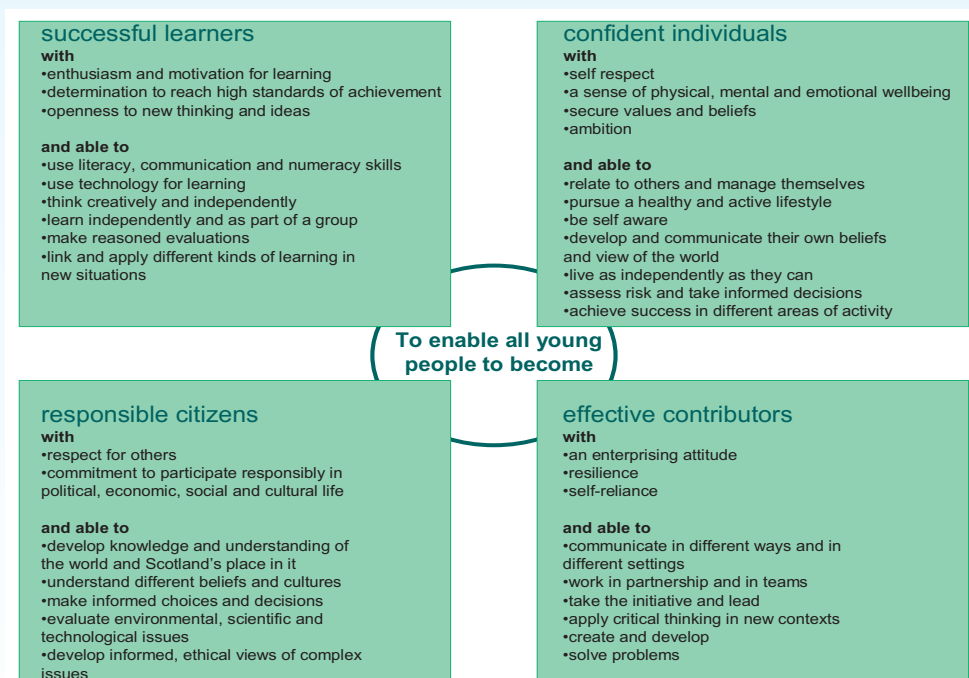 successful learners
with
•enthusiasm and motivation for learning
•determination to reach high standards of achievement
•openness to new thinking and ideas
and able to
•use literacy, communication and numeracy skills
•use technology for learning
•think creatively and independently
•learn independently and as part of a group
•make reasoned evaluations
•link and apply different kinds of learning in
new situations
confident individuals
with
•self respect
•a sense of physical, mental and emotional wellbeing
•secure values and beliefs
•ambition
and able to
•relate to others and manage themselves
•pursue a healthy and active lifestyle
•be self aware
•develop and communicate their own beliefs
and view of the world
•live as independently as they can
•assess risk and take informed decisions
•achieve success in different areas of activity
To enable all young
people to become
responsible citizens
with
•respect for others
•commitment to participate responsibly in
political, economic, social and cultural life
and able to
•develop knowledge and understanding of
the world and Scotland's place in it
•understand different beliefs and cultures
•make informed choices and decisions
•evaluate environmental, scientific and
technological issues
•develop informed, ethical views of complex
issues
effective contributors
with
•an enterprising attitude
•resilience
•self-reliance
and able to
•communicate in different ways and in
different settings
•work in partnership and in teams
•take the initiative and lead
•apply critical thinking in new contexts
•create and develop
•solve problems